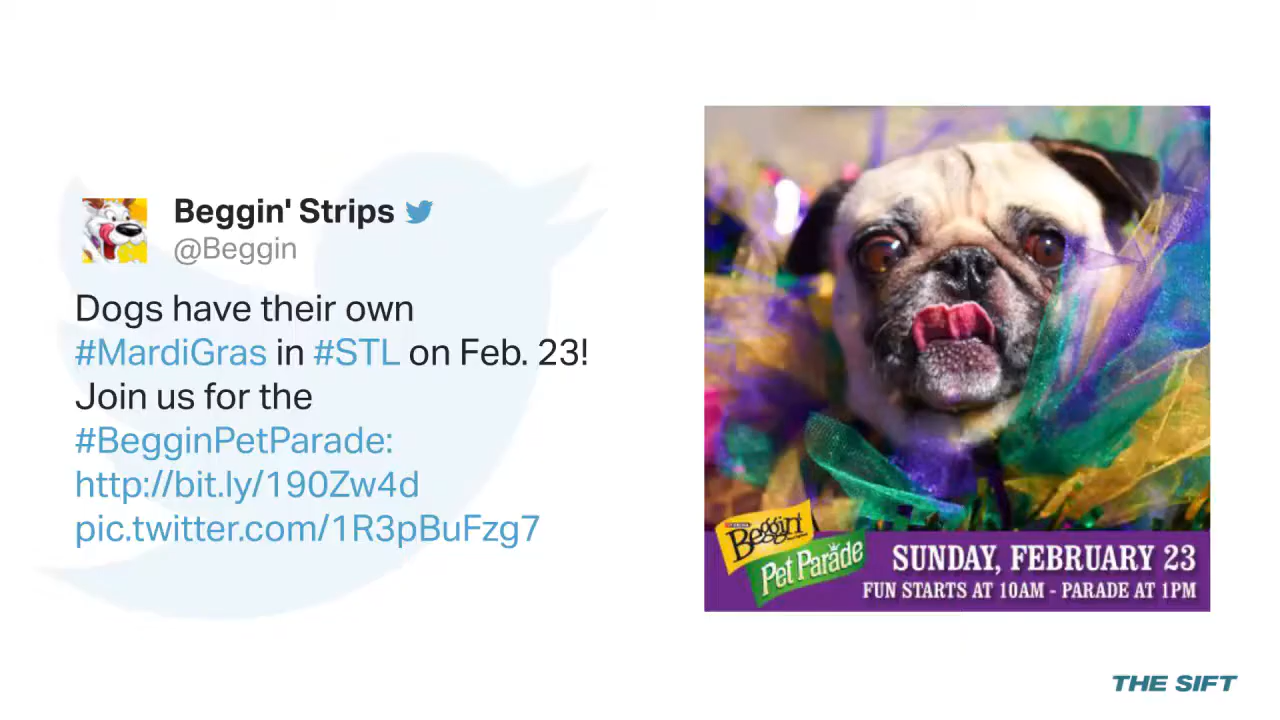 Beggin' Strips
@Beggin
Dogs have their own
#MardiGras in #STL on Feb. 23!
Join us for the
#BegginPetParade:
http://bit.ly/190Zw4d
pic.twitter.com/1R3pBuFzg7
Beggin'
Pet Parade
SUNDAY, FEBRUARY 23
FUN STARTS AT 10AM - PARADE AT 1PM
THE SIFT